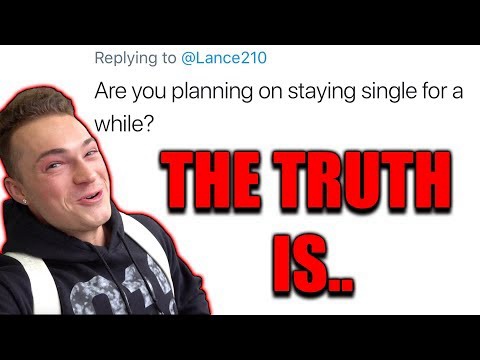 Replying to @Lance210
Are you planning on staying single for a
while?
THE TRUTH
IS..